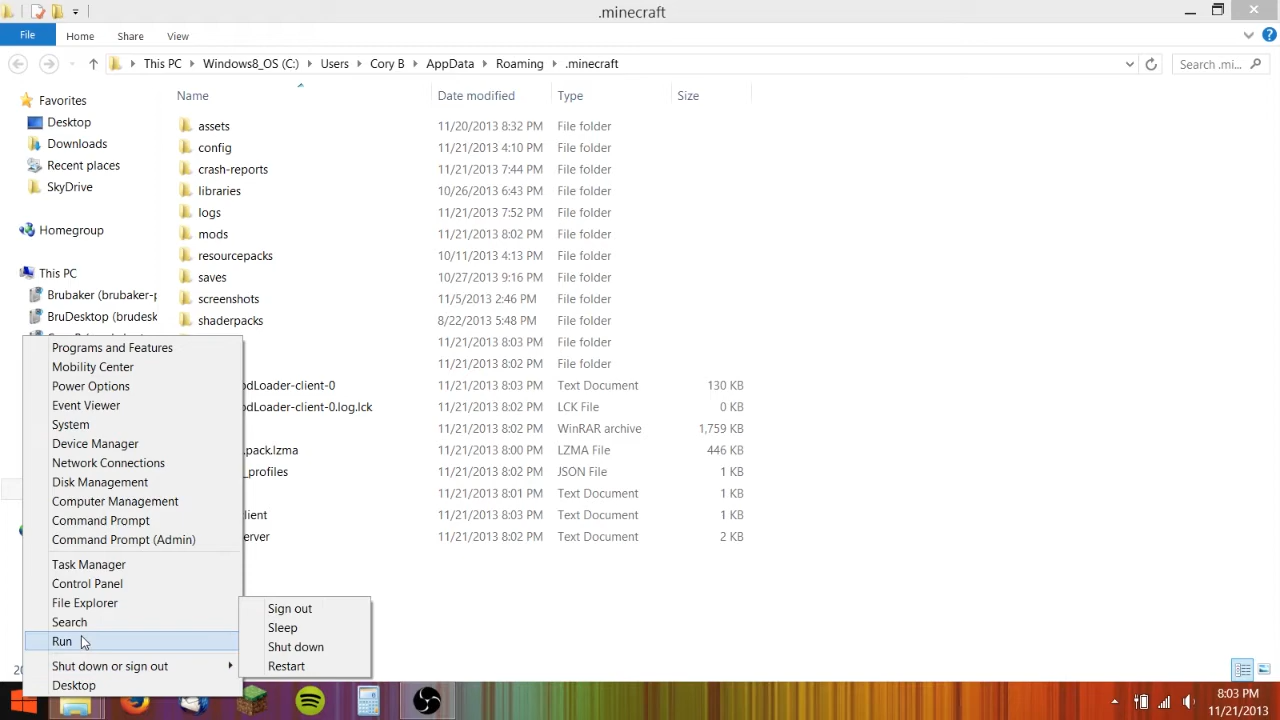 .minecraft
File Home Share View
This PC Windows8_OS (C:) Users Cory B AppData Roaming .minecraft Search .mi...
Name Date modified Type Size
Favorites
Desktop
Downloads
Recent places
SkyDrive
Homegroup
This PC
Brubaker (brubaker-p
BruDesktop (brudesk
assets 11/20/2013 8:32 PM File folder
config 11/21/2013 4:10 PM File folder
crash-reports 11/21/2013 7:44 PM File folder
libraries 10/26/2013 6:43 PM File folder
logs 11/21/2013 7:52 PM File folder
mods 11/21/2013 8:02 PM File folder
resourcepacks 10/11/2013 4:13 PM File folder
saves 10/27/2013 9:16 PM File folder
screenshots 11/5/2013 2:46 PM File folder
shaderpacks 8/22/2013 5:48 PM File folder
11/21/2013 8:03 PM File folder
11/21/2013 8:02 PM File folder
dLoader-client-0 11/21/2013 8:03 PM Text Document 130 KB
dLoader-client-0.log.lck 11/21/2013 8:02 PM LCK File 0 KB
11/21/2013 8:02 PM WinRAR archive 1,759 KB
.pack.lzma 11/21/2013 8:00 PM LZMA File 446 KB
_profiles 11/21/2013 8:02 PM JSON File 1 KB
11/21/2013 8:01 PM Text Document 1 KB
lient 11/21/2013 8:03 PM Text Document 1 KB
erver 11/21/2013 8:02 PM Text Document 2 KB
Programs and Features
Mobility Center
Power Options
Event Viewer
System
Device Manager
Network Connections
Disk Management
Computer Management
Command Prompt
Command Prompt (Admin)
Task Manager
Control Panel
File Explorer
Search
Run
Shut down or sign out
Desktop
Sign out
Sleep
Shut down
Restart
8:03 PM
11/21/2013